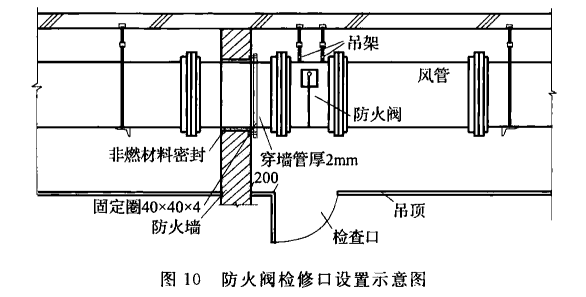 吊架
风管
防火阀
非燃材料密封
穿墙管厚2mm
200
固定圈40×40×4
防火墙
吊顶
检查口
图 10 防火阀检修口设置示意图